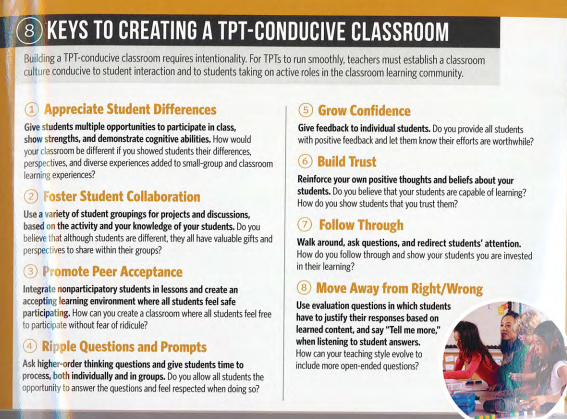 8 KEYS TO CREATING A TPT-CONDUCIVE CLASSROOM
Building a TPT-conducive classroom requires intentionality. For TPTs to run smoothly, teachers must establish a classroom
culture conducive to student interaction and to students taking on active roles in the classroom learning community.
1 Appreciate Student Differences
Give students multiple opportunities to participate in class,
show strengths, and demonstrate cognitive abilities. How would
your classroom be different if you showed students their differences,
perspectives, and diverse experiences added to small-group and classroom
learning experiences?
2 Foster Student Collaboration
Use a variety of student groupings for projects and discussions,
based on the activity and your knowledge of your students. Do you
believe that although students are different, they all have valuable gifts and
perspectives to share within their groups?
3 Promote Peer Acceptance
Integrate nonparticipatory students in lessons and create an
accepting learning environment where all students feel safe
participating. How can you create a classroom where all students feel free
to participate without fear of ridicule?
4 Ripple Questions and Prompts
Ask higher-order thinking questions and give students time to
process, both individually and in groups. Do you allow all students the
opportunity to answer the questions and feel respected when doing so?
5 Grow Confidence
Give feedback to individual students. Do you provide all students
with positive feedback and let them know their efforts are worthwhile?
6 Build Trust
Reinforce your own positive thoughts and beliefs about your
students. Do you believe that your students are capable of learning?
How do you show students that you trust them?
7 Follow Through
Walk around, ask questions, and redirect students' attention.
How do you follow through and show your students you are invested
in their learning?
8 Move Away from Right/Wrong
Use evaluation questions in which students
have to justify their responses based on
learned content, and say "Tell me more,"
when listening to student answers.
How can your teaching style evolve to
include more open-ended questions?